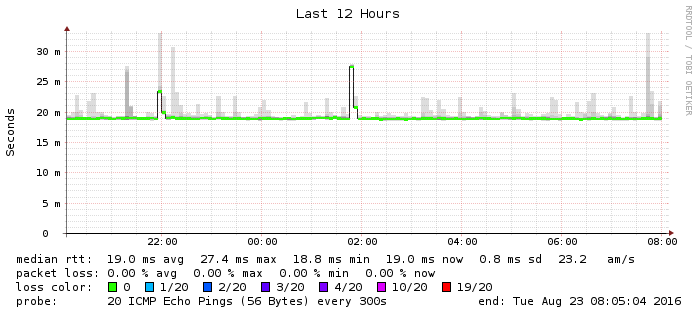 Last 12 Hours
RRDTOOL / TOBI OETIKER
Seconds
30 m
25 m
20 m
15 m
10 m
5 m
0
22:00 00:00 02:00 04:00 06:00 08:00
median rtt: 19.0 ms avg 27.4 ms max 18.8 ms min 19.0 ms now 0.8 ms sd 23.2 am/s
packet loss: 0.00 % avg 0.00 % max 0.00 % min 0.00 % now
loss color: 0 1/20 2/20 3/20 4/20 10/20 19/20
probe: 20 ICMP Echo Pings (56 Bytes) every 300s end: Tue Aug 23 08:05:04 2016